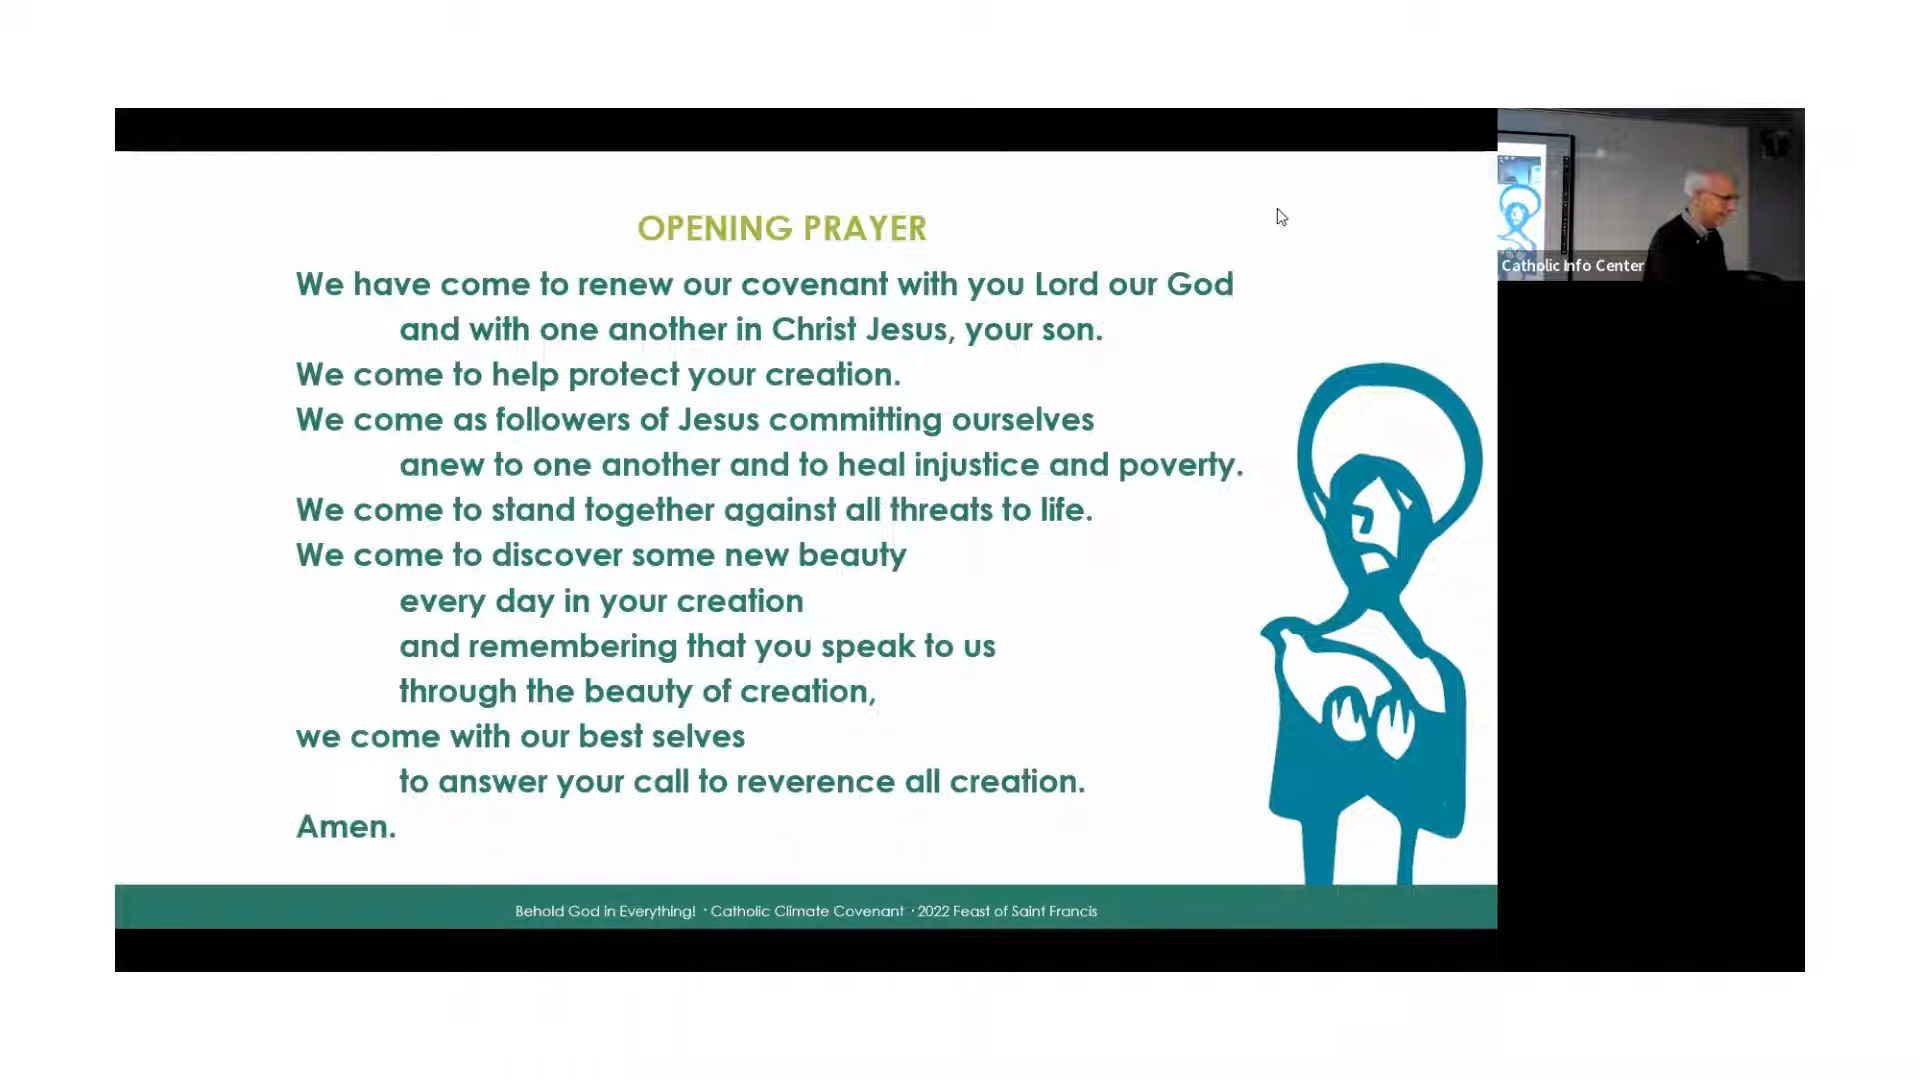 OPENING PRAYER
We have come to renew our covenant with you Lord our God
and with one another in Christ Jesus, your son.
We come to help protect your creation.
We come as followers of Jesus committing ourselves
anew to one another and to heal injustice and poverty.
We come to stand together against all threats to life.
We come to discover some new beauty
every day in your creation
and remembering that you speak to us
through the beauty of creation,
we come with our best selves
to answer your call to reverence all creation.
Amen.
Behold God in Everything! · Catholic Climate Covenant · 2022 Feast of Saint Francis
Catholic Info Center